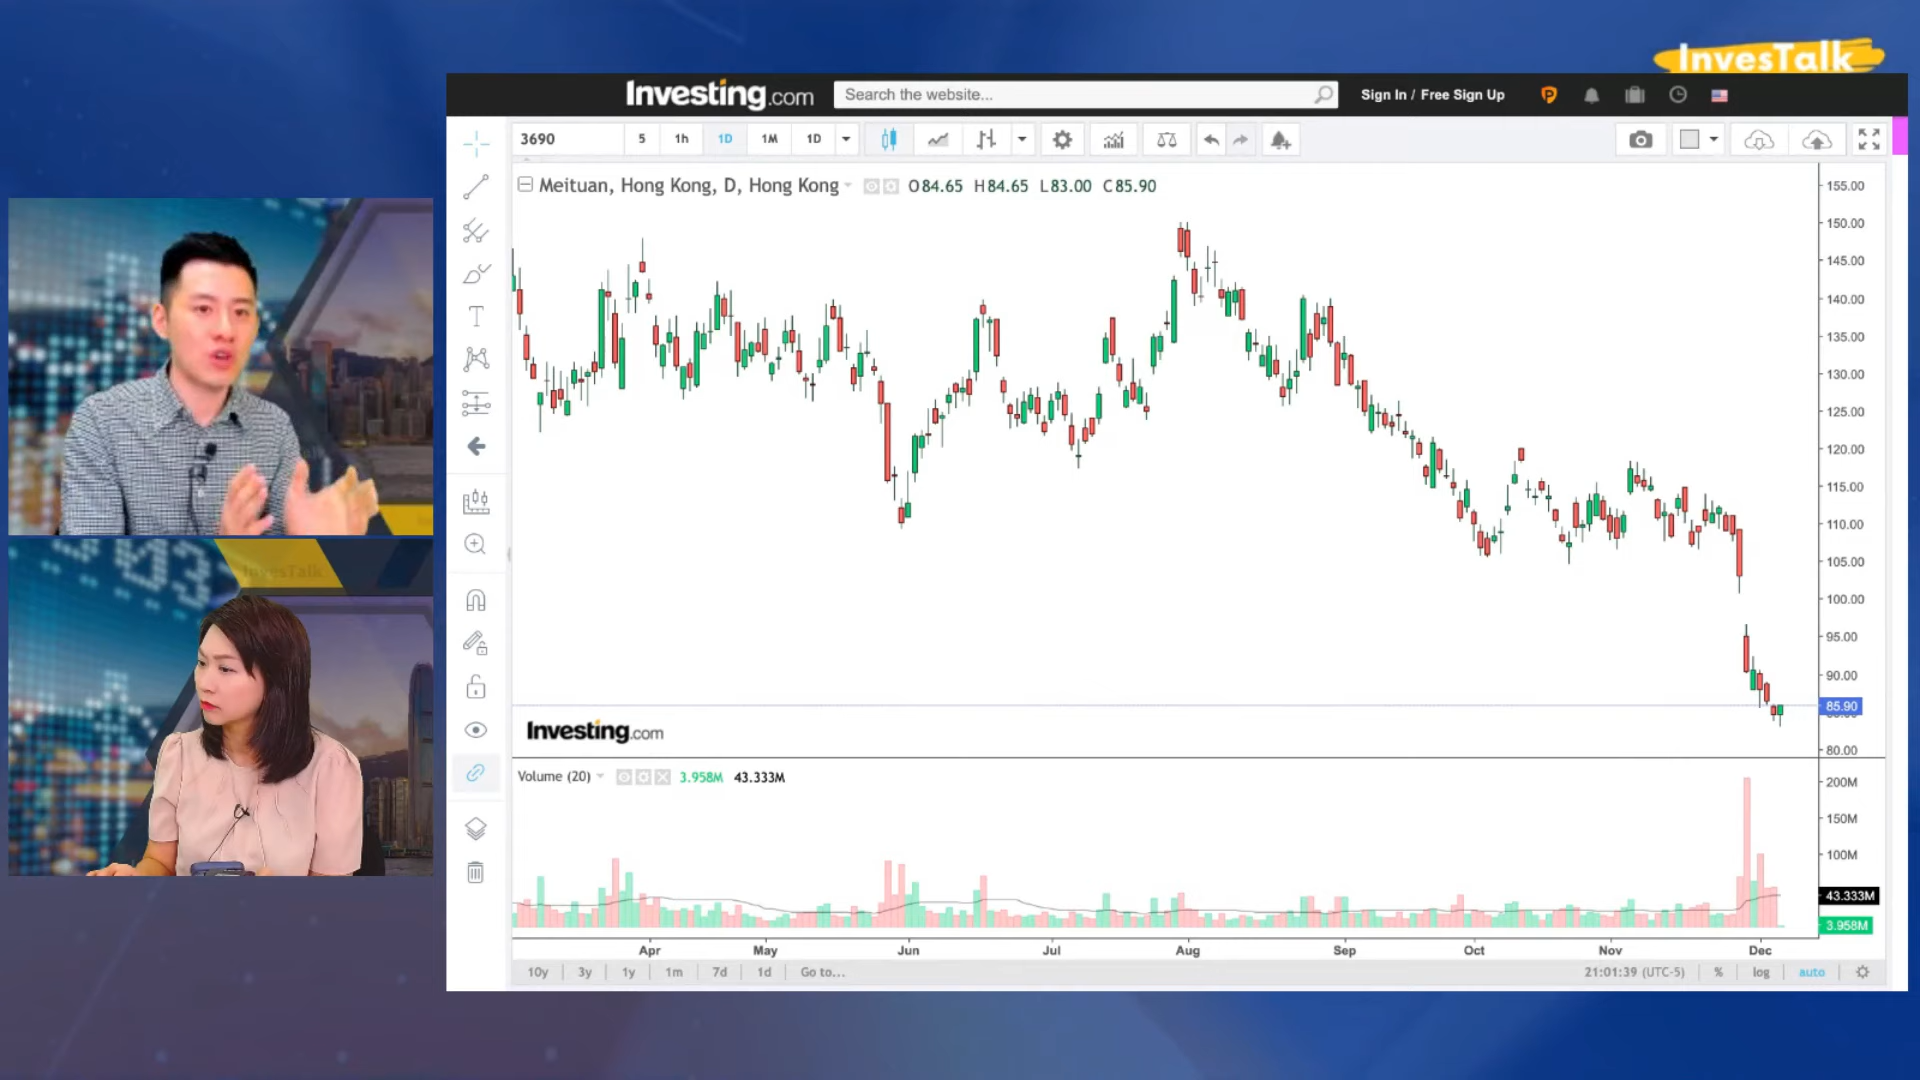 InvesTalk
Investing.com
Search the website...
Sign In / Free Sign Up
3690
5
1h
1D
1M
1D
Meituan, Hong Kong, D, Hong Kong
O84.65 H84.65 L83.00 C85.90
155.00
150.00
145.00
140.00
135.00
130.00
125.00
120.00
115.00
110.00
105.00
100.00
95.00
90.00
85.90
80.00
Investing.com
Volume (20)
3.958M
43.333M
200M
150M
100M
43.333M
3.958M
Apr
May
Jun
Jul
Aug
Sep
Oct
Nov
Dec
10y
3y
1y
1m
7d
1d
Go to...
21:01:39 (UTC-5)
%
log
auto
InvesTalk